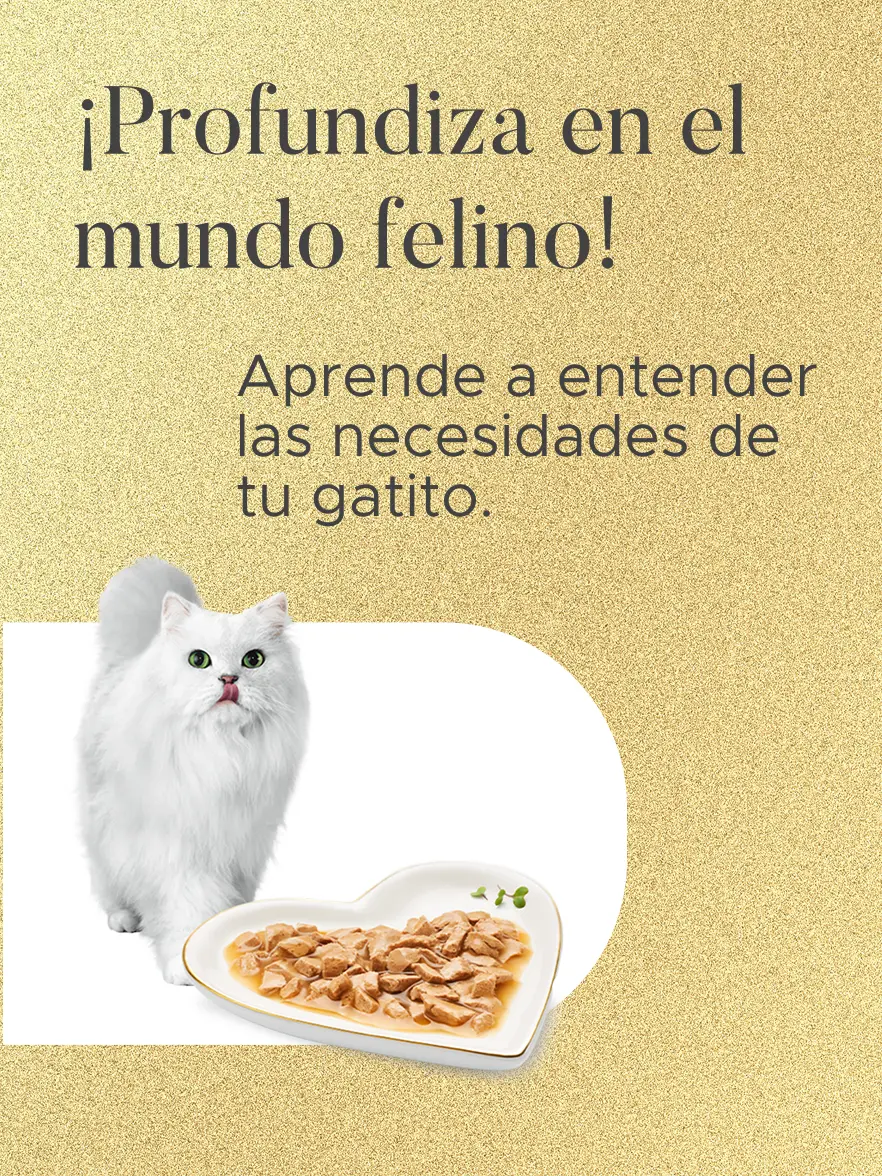 ¡Profundiza en el
mundo felino!
Aprende a entender
las necesidades de
tu gatito.